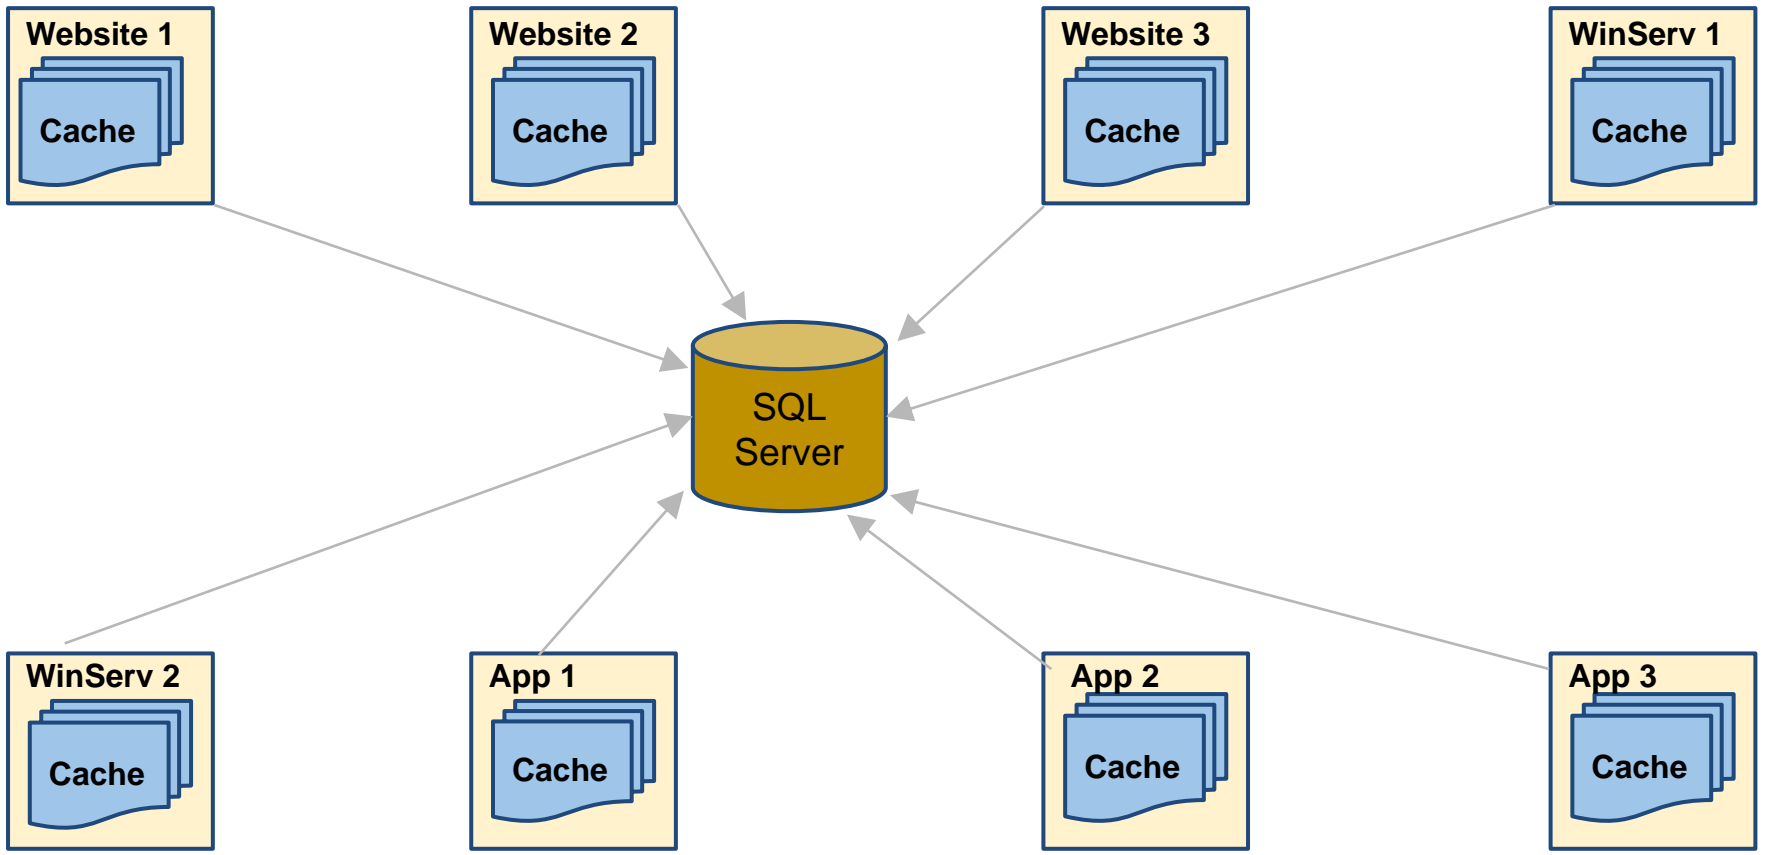 Website 1
Cache
Website 2
Cache
Website 3
Cache
WinServ 1
Cache
SQL
Server
WinServ 2
Cache
App 1
Cache
App 2
Cache
App 3
Cache